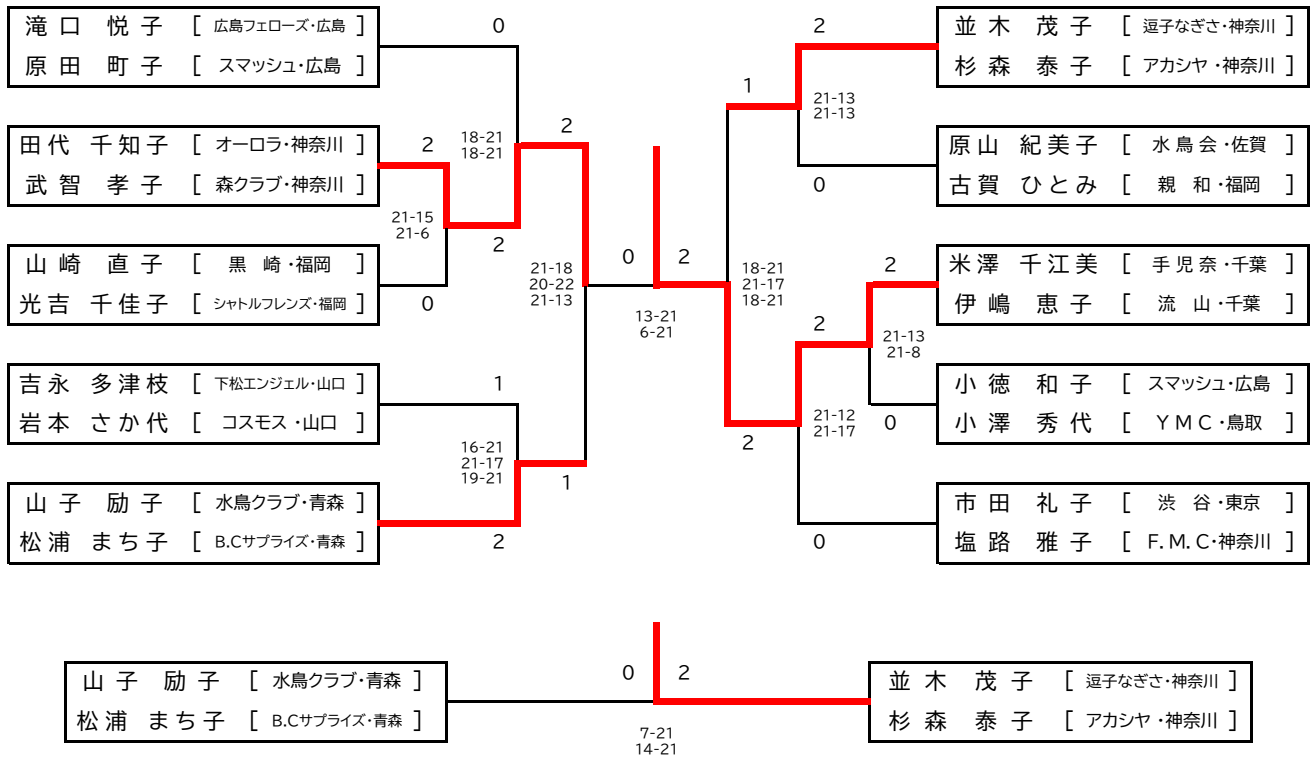 滝口 悦子 [ 広島フェローズ・広島 ]
原田 町子 [ スマッシュ・広島 ]
0
田代 千知子 [ オーロラ・神奈川 ]
武智 孝子 [ 森クラブ・神奈川 ]
2
18-21
18-21
2
21-15
21-6
2
山崎 直子 [ 黒崎・福岡 ]
光吉 千佳子 [ シャトルフレンズ・福岡 ]
0
21-18
20-22
21-13
吉永 多津枝 [ 下松エンジェル・山口 ]
岩本 さか代 [ コスモス・山口 ]
1
16-21
21-17
19-21
1
山子 励子 [ 水鳥クラブ・青森 ]
松浦 まち子 [ B.Cサプライズ・青森 ]
2
0 2
13-21
6-21
2
並木 茂子 [ 逗子なぎさ・神奈川 ]
杉森 泰子 [ アカシヤ・神奈川 ]
1
21-13
21-13
原山 紀美子 [ 水鳥会・佐賀 ]
古賀 ひとみ [ 親和・福岡 ]
0
18-21
21-17
18-21
2
米澤 千江美 [ 手児奈・千葉 ]
伊嶋 恵子 [ 流山・千葉 ]
2
21-13
21-8
小徳 和子 [ スマッシュ・広島 ]
小澤 秀代 [ YMC・鳥取 ]
0
2
21-12
21-17
市田 礼子 [ 渋谷・東京 ]
塩路 雅子 [ F.M.C・神奈川 ]
0
山子 励子 [ 水鳥クラブ・青森 ]
松浦 まち子 [ B.Cサプライズ・青森 ]
0 2
7-21
14-21
並木 茂子 [ 逗子なぎさ・神奈川 ]
杉森 泰子 [ アカシヤ・神奈川 ]